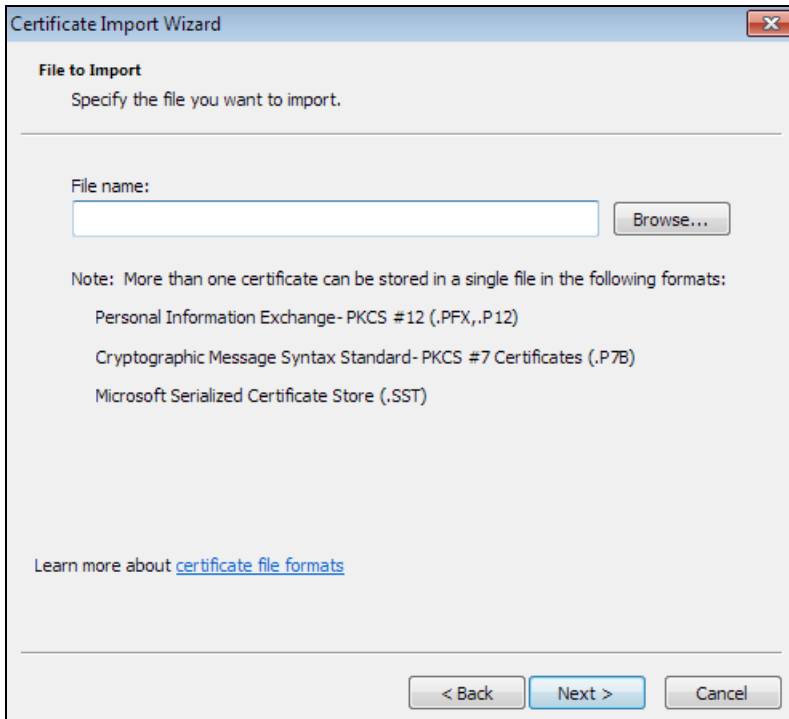 Certificate Import Wizard
File to Import
Specify the file you want to import.
File name:
Browse...
Note: More than one certificate can be stored in a single file in the following formats:
Personal Information Exchange- PKCS #12 (.PFX,.P12)
Cryptographic Message Syntax Standard- PKCS #7 Certificates (.P7B)
Microsoft Serialized Certificate Store (.SST)
Learn more about certificate file formats
< Back Next > Cancel